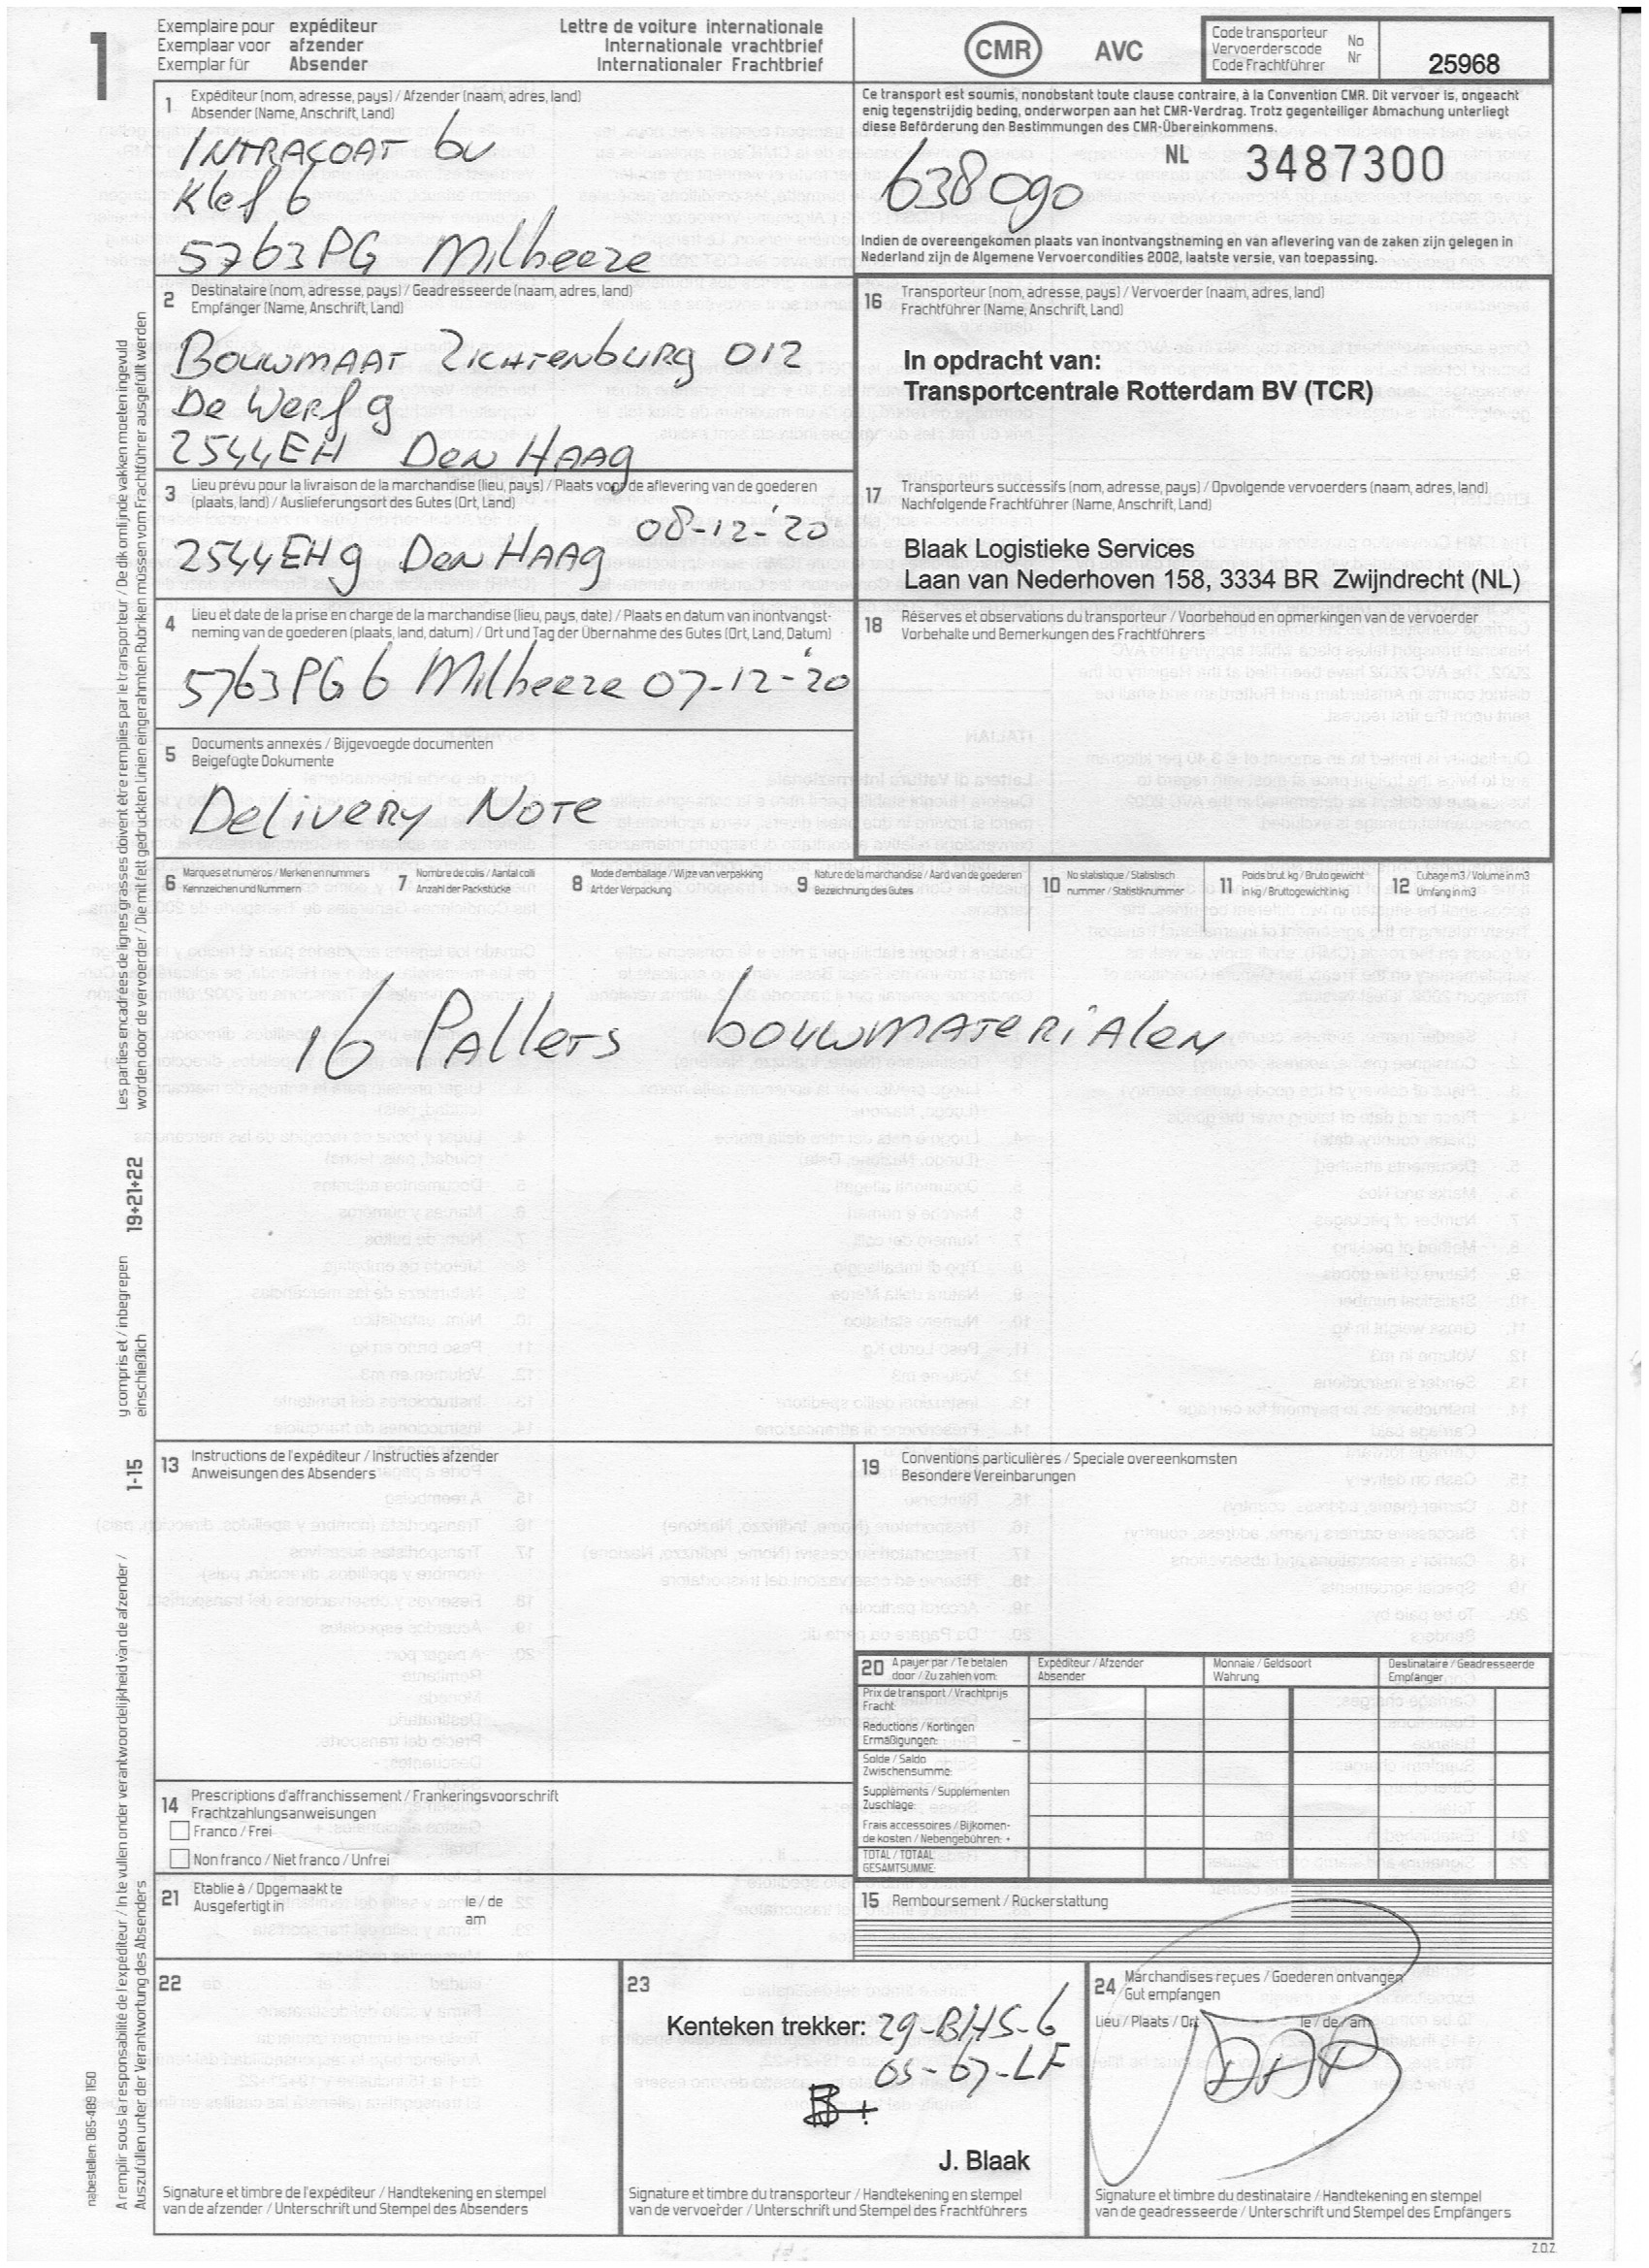 1
Exemplaire pour expéditeur
Exemplaar voor afzender
Exemplar für Absender
Lettre de voiture internationale
Internationale vrachtbrief
Internationaler Frachtbrief
CMR AVC
Code transporteur
Vervoerderscode
Code Frachtführer
No
Nr
25968
1 Expéditeur (nom, adresse, pays) / Afzender (naam, adres, land)
Absender (Name, Anschrift, Land)
INTRACOAT BV
Klef 6
5763PG Milheeze
Ce transport est soumis, nonobstant toute clause contraire, à la Convention CMR. Dit vervoer is, ongeacht
enig tegenstrijdig beding, onderworpen aan het CMR-Verdrag. Trotz gegenteiliger Abmachung unterliegt
diese Beförderung den Bestimmungen des CMR-Übereinkommens.
638090
NL 3487300
Indien de overeengekomen plaats van inontvangstneming en van aflevering van de zaken zijn gelegen in
Nederland zijn de Algemene Vervoercondities 2002, laatste versie, van toepassing.
2 Destinataire (nom, adresse, pays) / Geadresseerde (naam, adres, land)
Empfänger (Name, Anschrift, Land)
BOUWMAAT ZICHTENBURG 012
De Werf 9
2544EH Den HAAg
16 Transporteur (nom, adresse, pays) / Vervoerder (naam, adres, land)
Frachtführer (Name, Anschrift, Land)
In opdracht van:
Transportcentrale Rotterdam BV (TCR)
3 Lieu prévu pour la livraison de la marchandise (lieu, pays) / Plaats voor de aflevering van de goederen
(plaats, land) / Auslieferungsort des Gutes (Ort, Land)
08-12-'20
2544EH 9 Den HAAg
17 Transporteurs successifs (nom, adresse, pays) / Opvolgende vervoerders (naam, adres, land)
Nachfolgende Frachtführer (Name, Anschrift, Land)
Blaak Logistieke Services
Laan van Nederhoven 158, 3334 BR Zwijndrecht (NL)
4 Lieu et date de la prise en charge de la marchandise (lieu, pays, date) / Plaats en datum van inontvangst-
neming van de goederen (plaats, land, datum) / Ort und Tag der Übernahme des Gutes (Ort, Land, Datum)
5763PG 6 Milheeze 07-12-'20
18 Réserves et observations du transporteur / Voorbehoud en opmerkingen van de vervoerder
Vorbehalte und Bemerkungen des Frachtführers
5 Documents annexés / Bijgevoegde documenten
Beigefügte Dokumente
Delivery Note
6 Marques et numéros / Merken en nummers
Kennzeichen und Nummern
7 Nombre de colis / Aantal colli
Anzahl der Packstücke
8 Mode d'emballage / Wijze van verpakking
Art der Verpackung
9 Nature de la marchandise / Aard van de goederen
Bezeichnung des Gutes
10 No statistique / Statistisch
nummer / Statistiknummer
11 Poids brut kg / Bruto gewicht
in kg / Bruttogewicht in kg
12 Cubage m3 / Volume in m3
Umfang in m3
16 Pallets bouwmaterialen
13 Instructions de l'expéditeur / Instructies afzender
Anweisungen des Absenders
19 Conventions particulières / Speciale overeenkomsten
Besondere Vereinbarungen
20 A payer par / Te betalen
door / Zu zahlen vom:
Expéditeur / Afzender
Absender
Monnaie / Geldsoort
Wahrung
Destinataire / Geadresseerde
Empfänger
Prix de transport / Vrachtprijs
Fracht:
Reductions / Kortingen
Ermäßigungen: –
Solde / Saldo
Zwischensumme:
Suppléments / Supplementen
Zuschlage:
Frais accessoires / Bijkomen-
de kosten / Nebengebühren: +
TOTAL / TOTAAL
GESAMTSUMME:
14 Prescriptions d'affranchissement / Frankeringsvoorschrift
Frachtzahlungsanweisungen
Franco / Frei
Non franco / Niet franco / Unfrei
21 Etablie à / Opgemaakt te
Ausgefertigt in
le / de
am
15 Remboursement / Rückerstattung
22
Signature et timbre de l'expéditeur / Handtekening en stempel
van de afzender / Unterschrift und Stempel des Absenders
23
Kenteken trekker: 29-BHS-6
05-67-LF
J. Blaak
Signature et timbre du transporteur / Handtekening en stempel
van de vervoerder / Unterschrift und Stempel des Frachtführers
24 Marchandises reçues / Goederen ontvangen
Gut empfangen
Lieu / Plaats / Ort le / de / am
Signature et timbre du destinataire / Handtekening en stempel
van de geadresseerde / Unterschrift und Stempel des Empfängers
Z.O.Z.
Les parties encadrées de lignes grasses doivent être remplies par le transporteur / De dik omlijnde vakken moeten ingevuld
worden door de vervoerder / Die mit fett gedruckten Linien eingerahmten Rubriken müssen vom Frachtführer ausgefüllt werden
19+21+22
y compris et / inbegrepen
einschließlich
1-15
A remplir sous la responsabilité de l'expéditeur / In te vullen onder verantwoordelijkheid van de afzender /
Auszufüllen unter der Verantwortung des Absenders
nabestellen: 085-489 1150